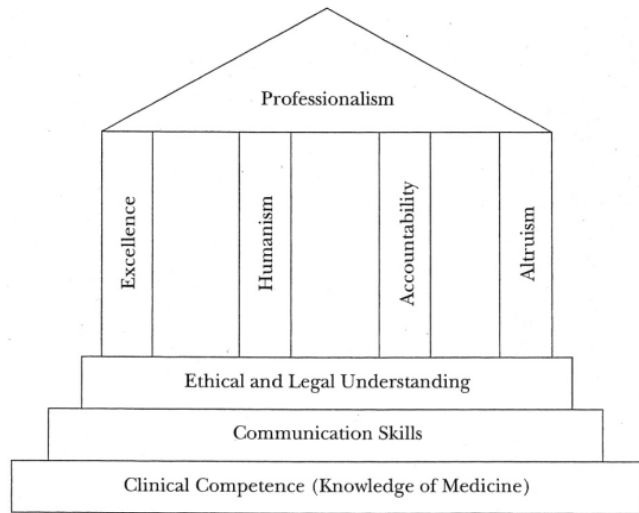 Professionalism
Excellence
Humanism
Accountability
Altruism
Ethical and Legal Understanding
Communication Skills
Clinical Competence (Knowledge of Medicine)